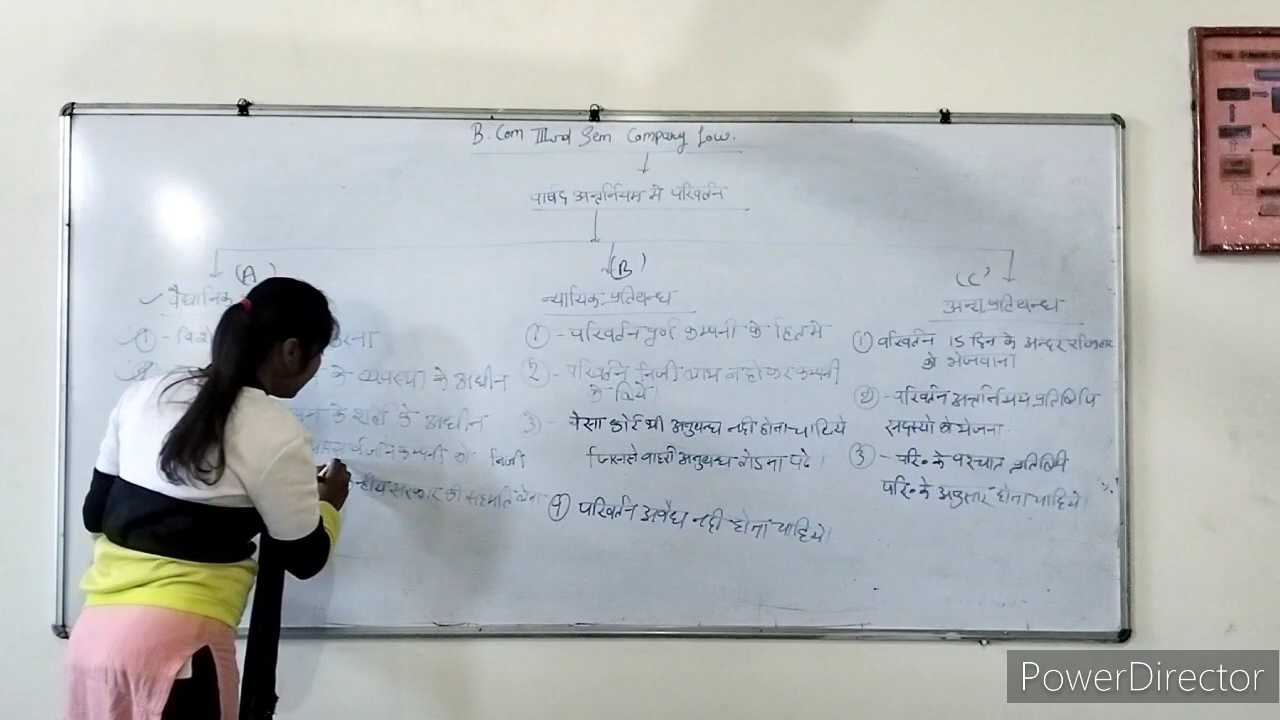 B. Com IIIrd Sem Company Law.
पार्षद अन्तर्नियम मे परिवर्तन
(A)
(B)
(C)
वैधानिक
न्यायिक प्रतिबन्ध
अन्य प्रतिबन्ध
① - परिवर्तन पूर्ण कम्पनी के हित मे
① परिवर्तन 15 दिन के अन्दर
को भेजवाना
के व्यवस्था के अधीन
2) - परिवर्तन निजी लाभ न होकर कम्पनी
के लिये
② - परिवर्तन अन्तर्नियम प्रतिलिपि
सदस्यो को भेजना
के शर्तो के अधीन
3) - ऐसा कोई भी अनुबन्ध नही होना चाहिये
जिससे बाहरी अनुबन्ध तोडना पडे।
③ - परि० के पश्चात प्रतिलिपि
परि० के अनुसार होना चाहिये।
कम्पनी को निजी
सरकार की सहमति लेना
④ परिवर्तन अवैध नही होना चाहिये।
PowerDirector